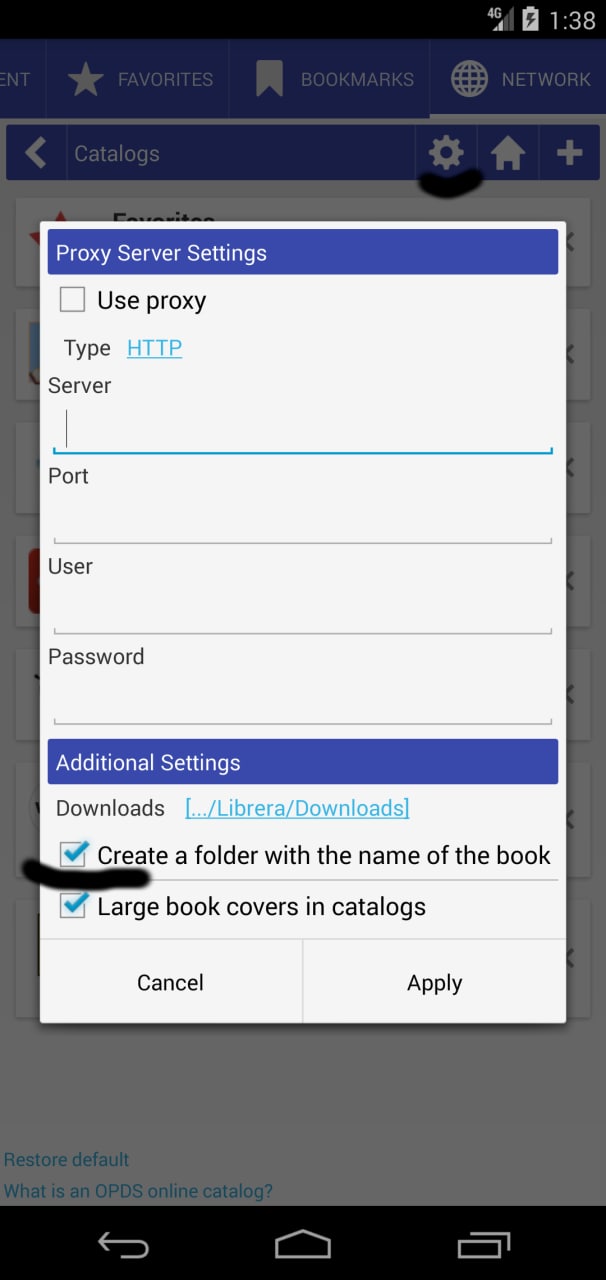 4G 1:38
ENT FAVORITES BOOKMARKS NETWORK
Catalogs
Favorites
Proxy Server Settings
Use proxy
Type HTTP
Server
Port
User
Password
Additional Settings
Downloads [.../Librera/Downloads]
Create a folder with the name of the book
Large book covers in catalogs
Cancel Apply
Restore default
What is an OPDS online catalog?